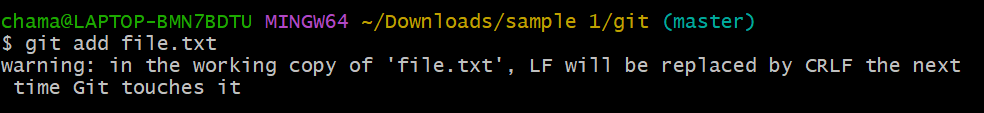 chama@LAPTOP-BMN7BDTU MINGW64 ~/Downloads/sample 1/git (master)
$ git add file.txt
warning: in the working copy of 'file.txt', LF will be replaced by CRLF the next
 time Git touches it